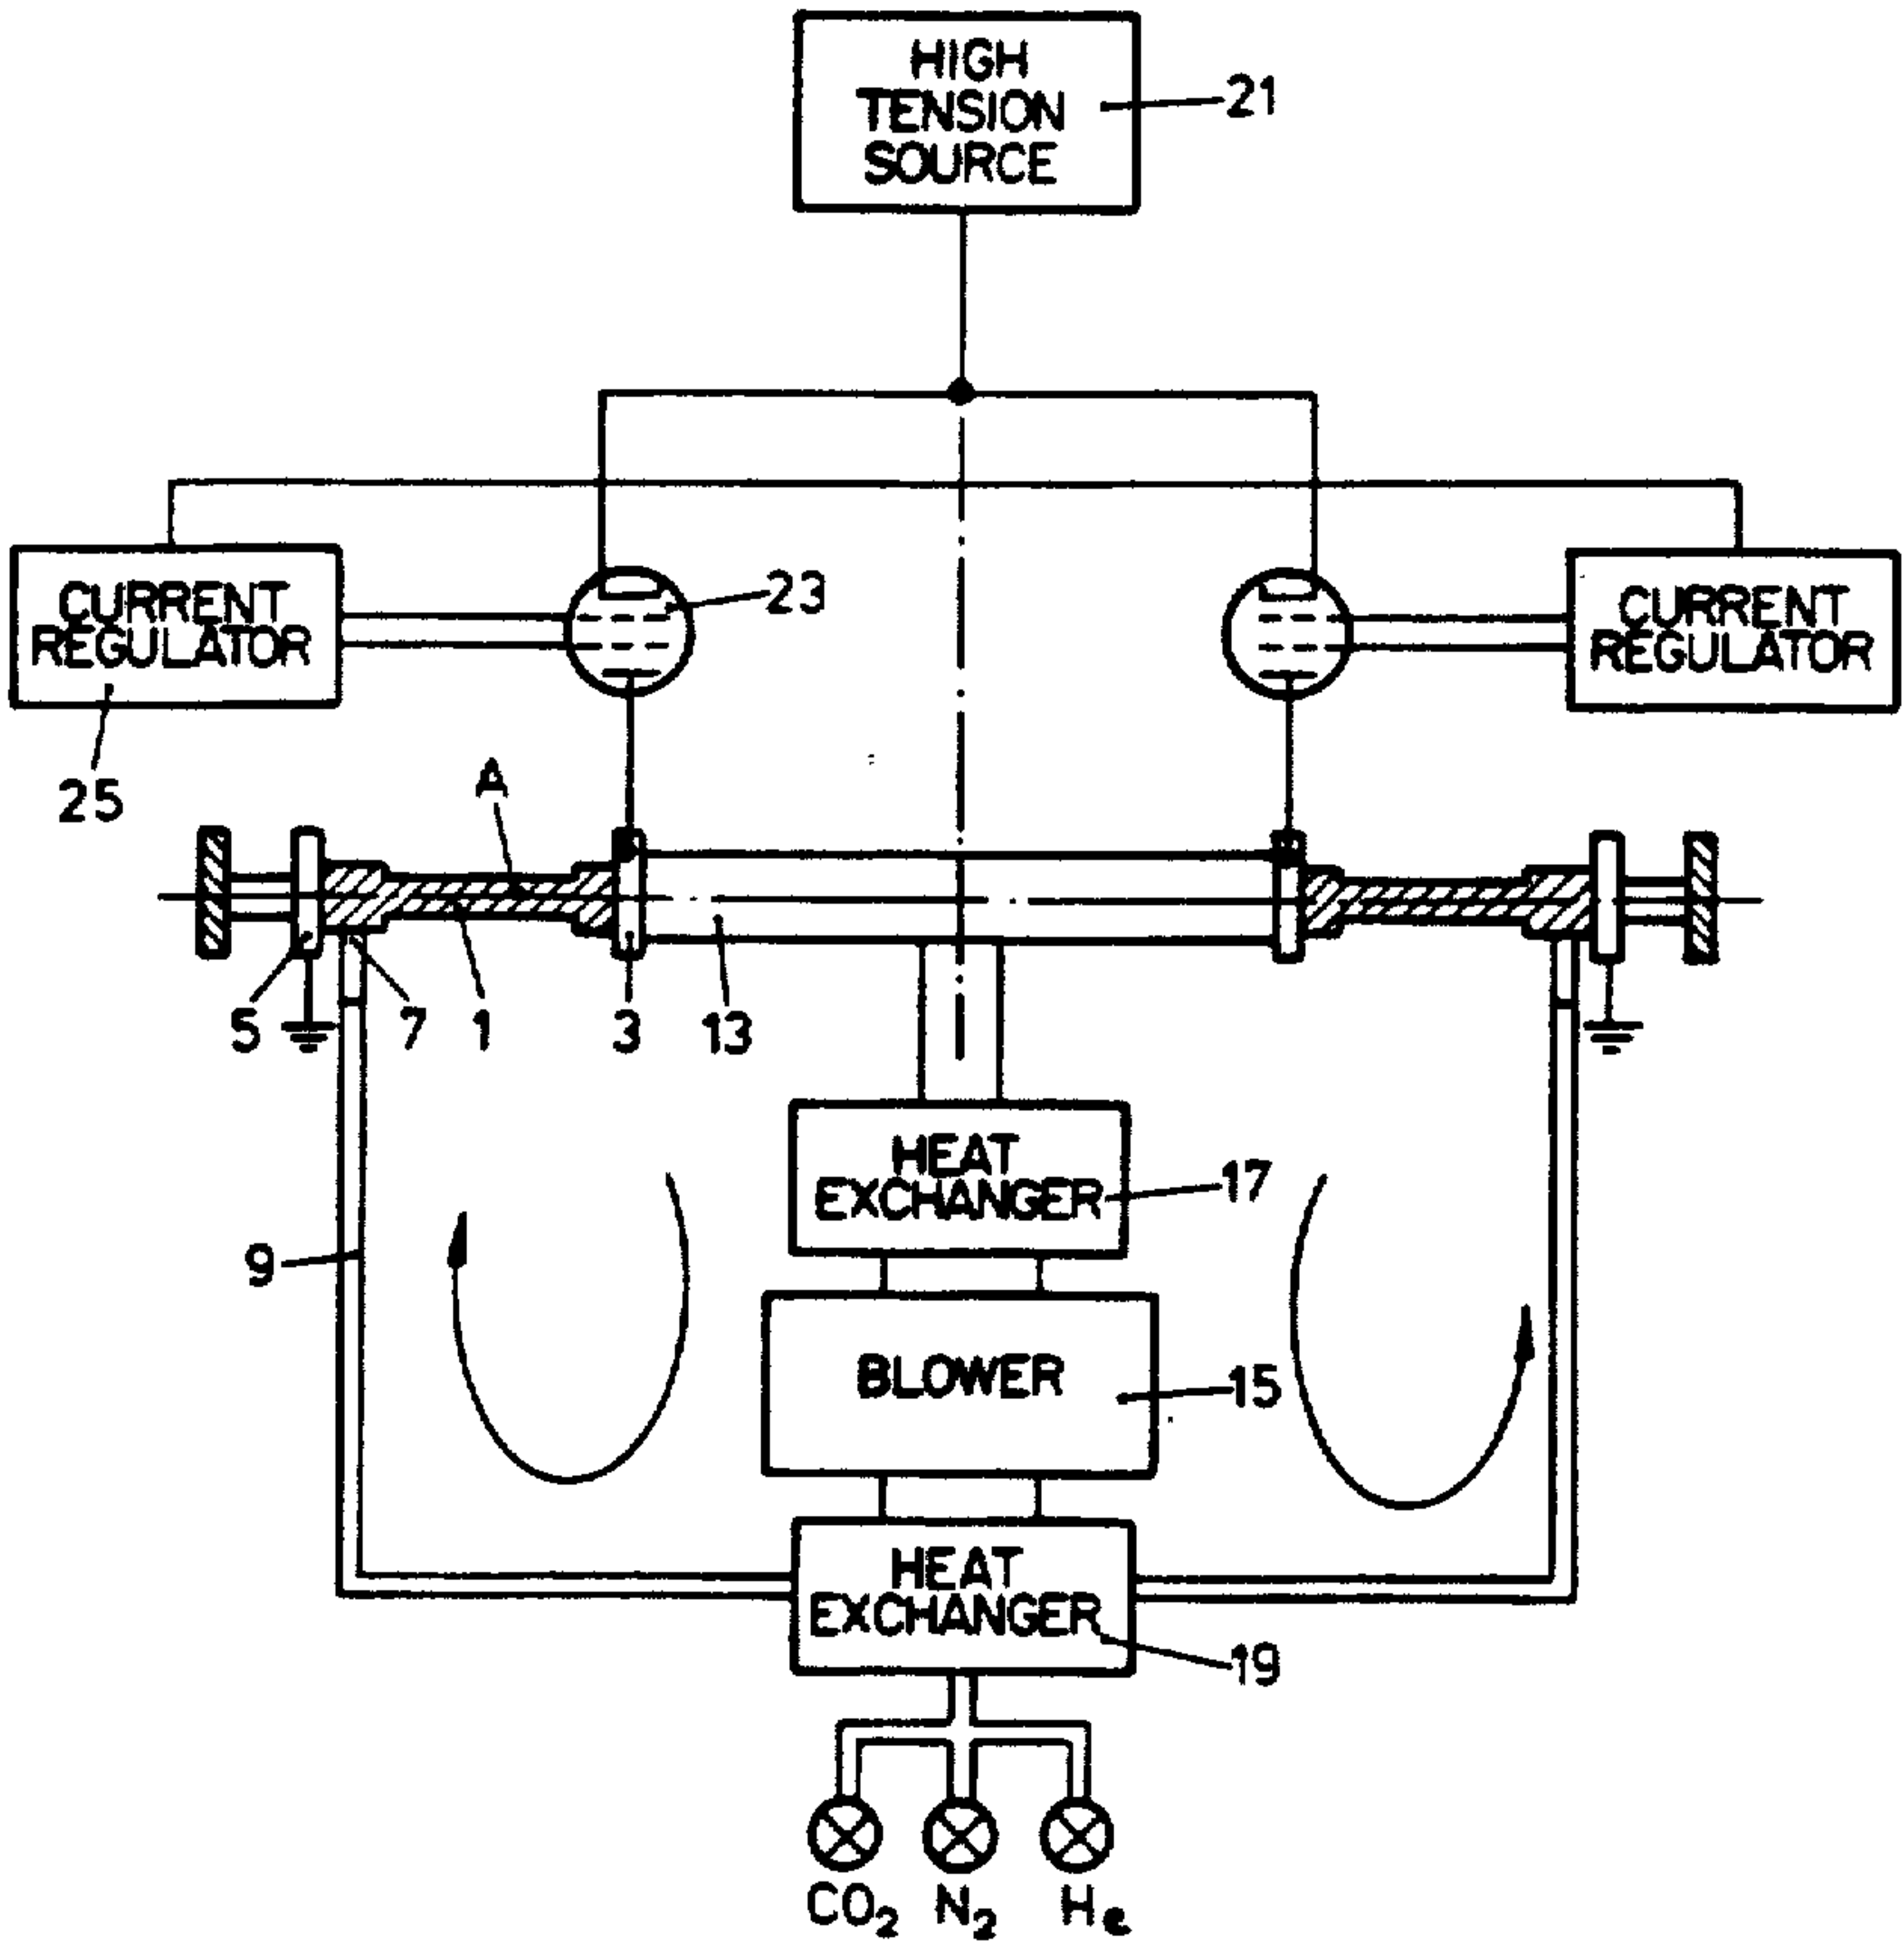 HIGH
TENSION
SOURCE
21
CURRENT
REGULATOR
23
CURRENT
REGULATOR
25
A
5
7
1
3
13
HEAT
EXCHANGER
17
9
BLOWER
15
HEAT
EXCHANGER
19
CO2 N2 He